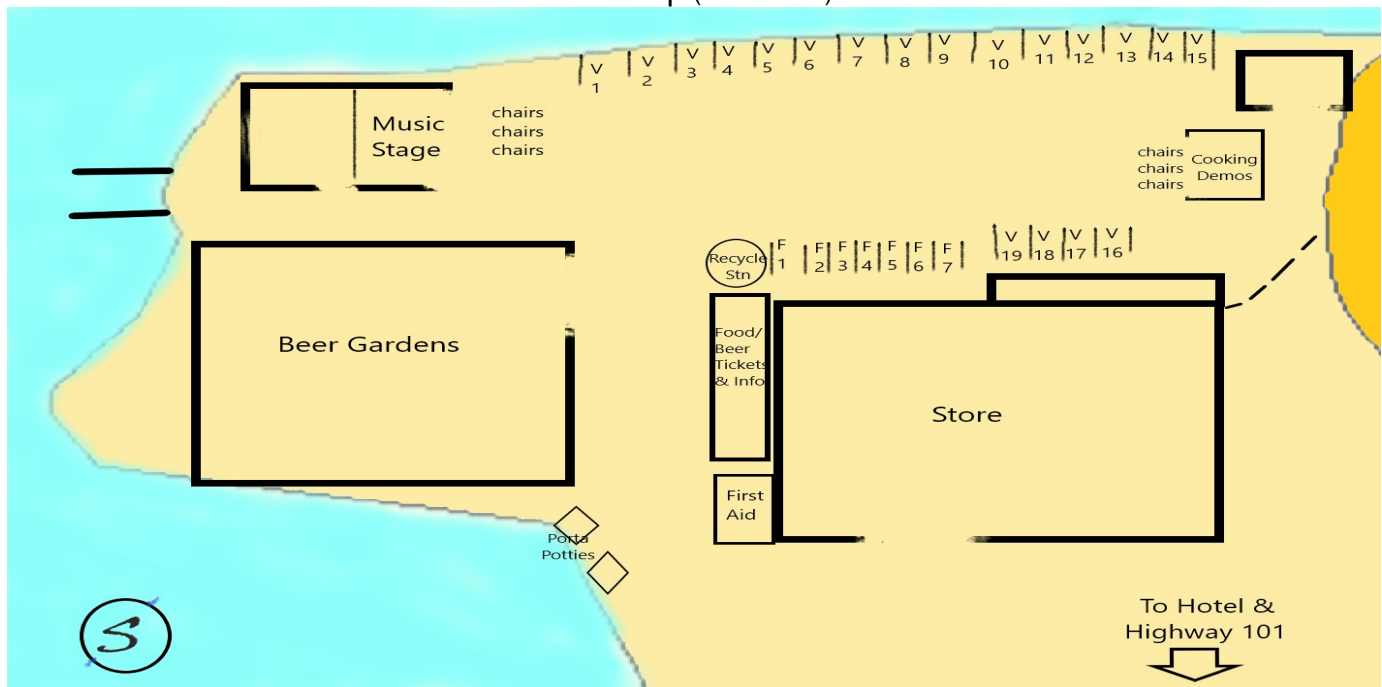 V V V V V V V V V V V V V V V
1 2 3 4 5 6 7 8 9 10 11 12 13 14 15
Music
Stage
chairs
chairs
chairs
chairs
chairs
chairs
Cooking
Demos
Recycle
Stn
F F F F F F F
1 2 3 4 5 6 7
V V V V
19 18 17 16
Beer Gardens
Food/
Beer
Tickets
& Info
Store
First
Aid
Porta
Potties
S
To Hotel &
Highway 101